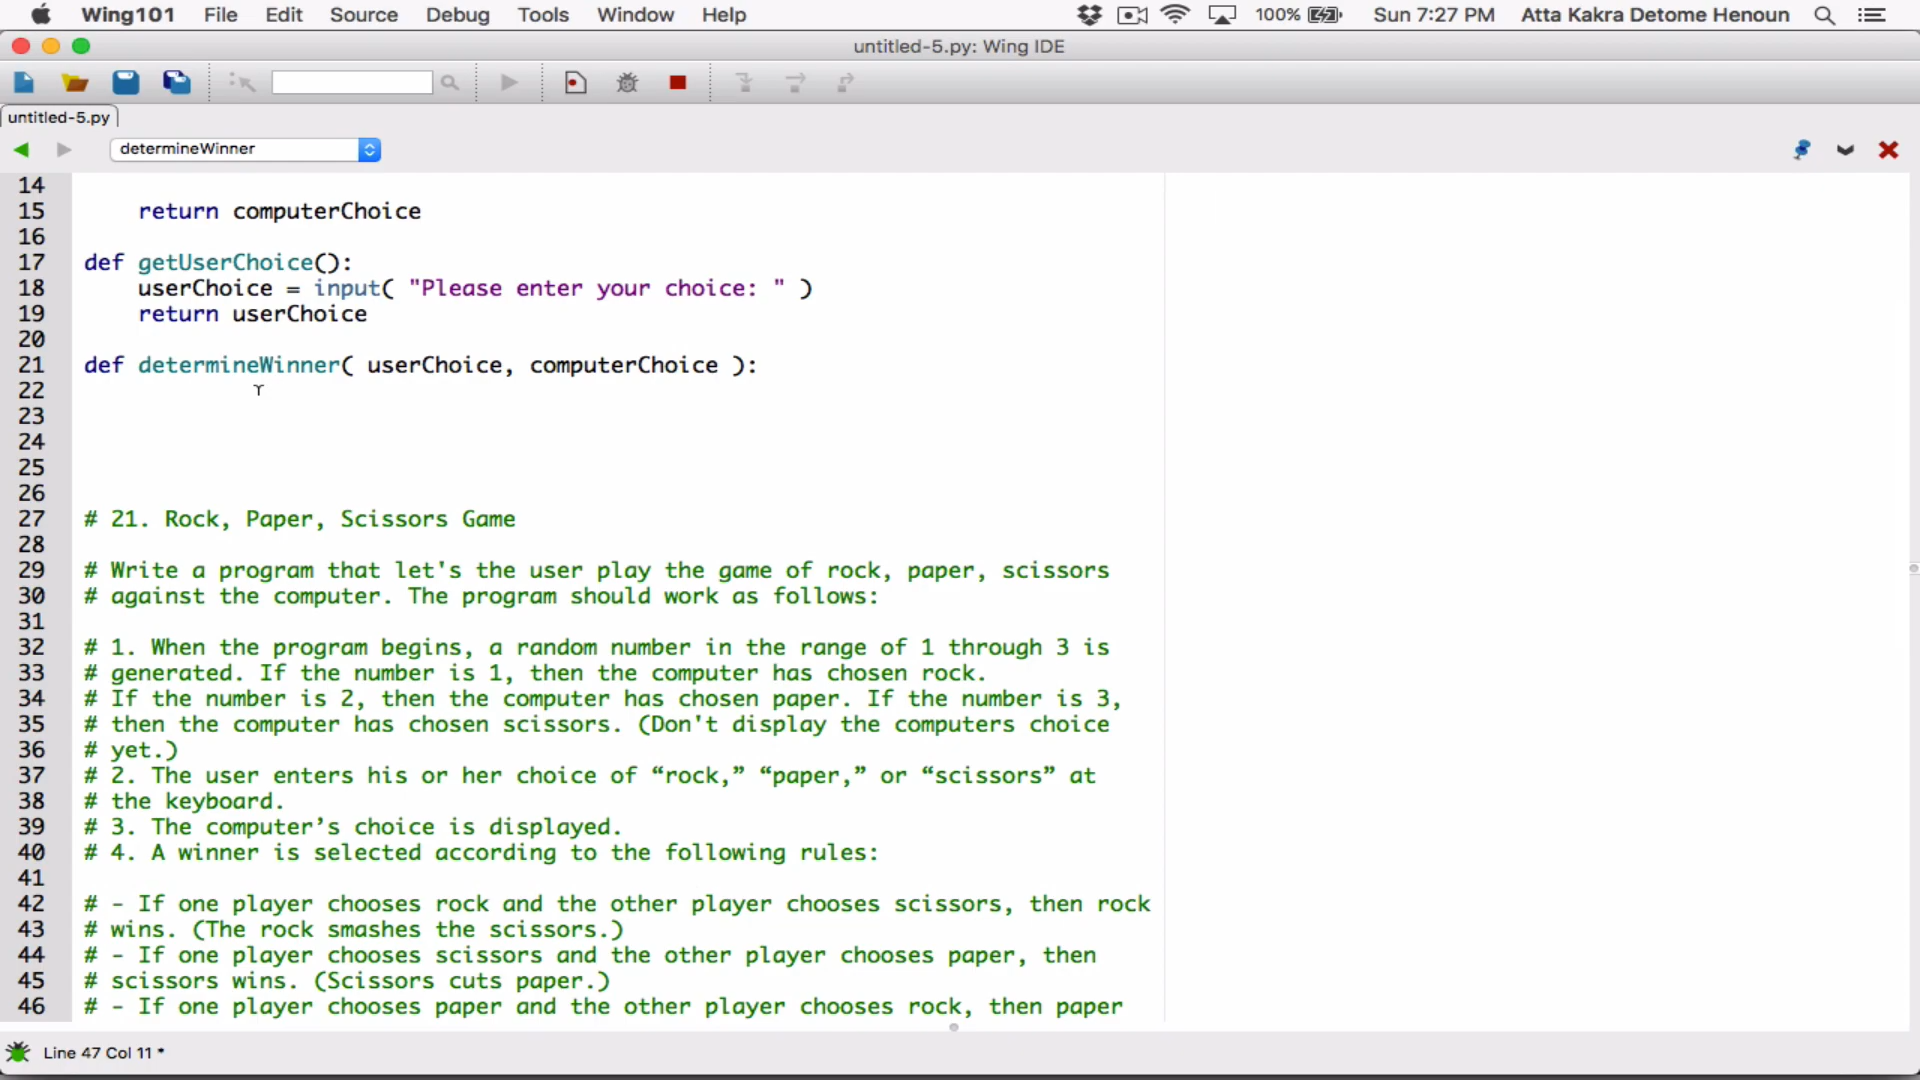 Wing101 File Edit Source Debug Tools Window Help 100% Sun 7:27 PM Atta Kakra Detome Henoun
untitled-5.py: Wing IDE
untitled-5.py
determineWinner
14
15 return computerChoice
16
17 def getUserChoice():
18 userChoice = input( "Please enter your choice: " )
19 return userChoice
20
21 def determineWinner( userChoice, computerChoice ):
22
23
24
25
26
27 # 21. Rock, Paper, Scissors Game
28
29 # Write a program that let's the user play the game of rock, paper, scissors
30 # against the computer. The program should work as follows:
31
32 # 1. When the program begins, a random number in the range of 1 through 3 is
33 # generated. If the number is 1, then the computer has chosen rock.
34 # If the number is 2, then the computer has chosen paper. If the number is 3,
35 # then the computer has chosen scissors. (Don't display the computers choice
36 # yet.)
37 # 2. The user enters his or her choice of “rock,” “paper,” or “scissors” at
38 # the keyboard.
39 # 3. The computer’s choice is displayed.
40 # 4. A winner is selected according to the following rules:
41
42 # - If one player chooses rock and the other player chooses scissors, then rock
43 # wins. (The rock smashes the scissors.)
44 # - If one player chooses scissors and the other player chooses paper, then
45 # scissors wins. (Scissors cuts paper.)
46 # - If one player chooses paper and the other player chooses rock, then paper
Line 47 Col 11 *